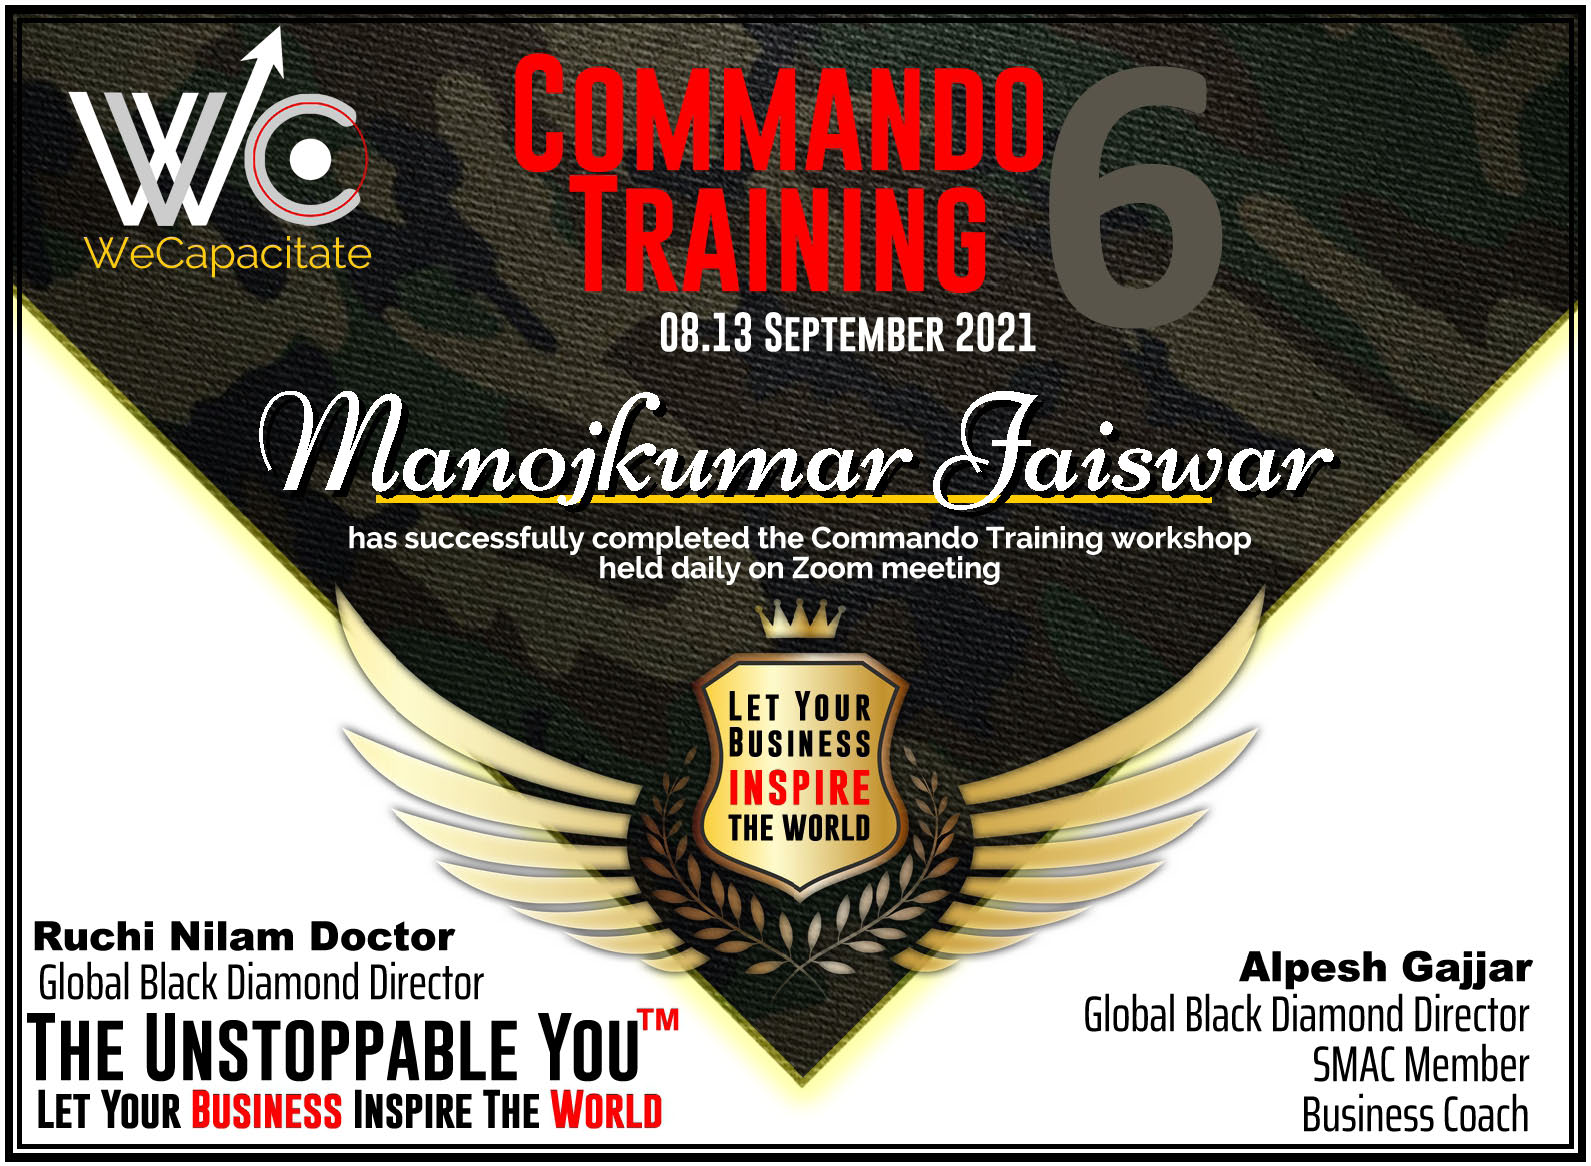 WC
WeCapacitate
COMMANDO
TRAINING 6
08.13 SEPTEMBER 2021
Manojkumar Jaiswar
has successfully completed the Commando Training workshop
held daily on Zoom meeting
LET YOUR
BUSINESS
INSPIRE
THE WORLD
Ruchi Nilam Doctor
Global Black Diamond Director
THE UNSTOPPABLE YOU™
LET YOUR BUSINESS INSPIRE THE WORLD
Alpesh Gajjar
Global Black Diamond Director
SMAC Member
Business Coach